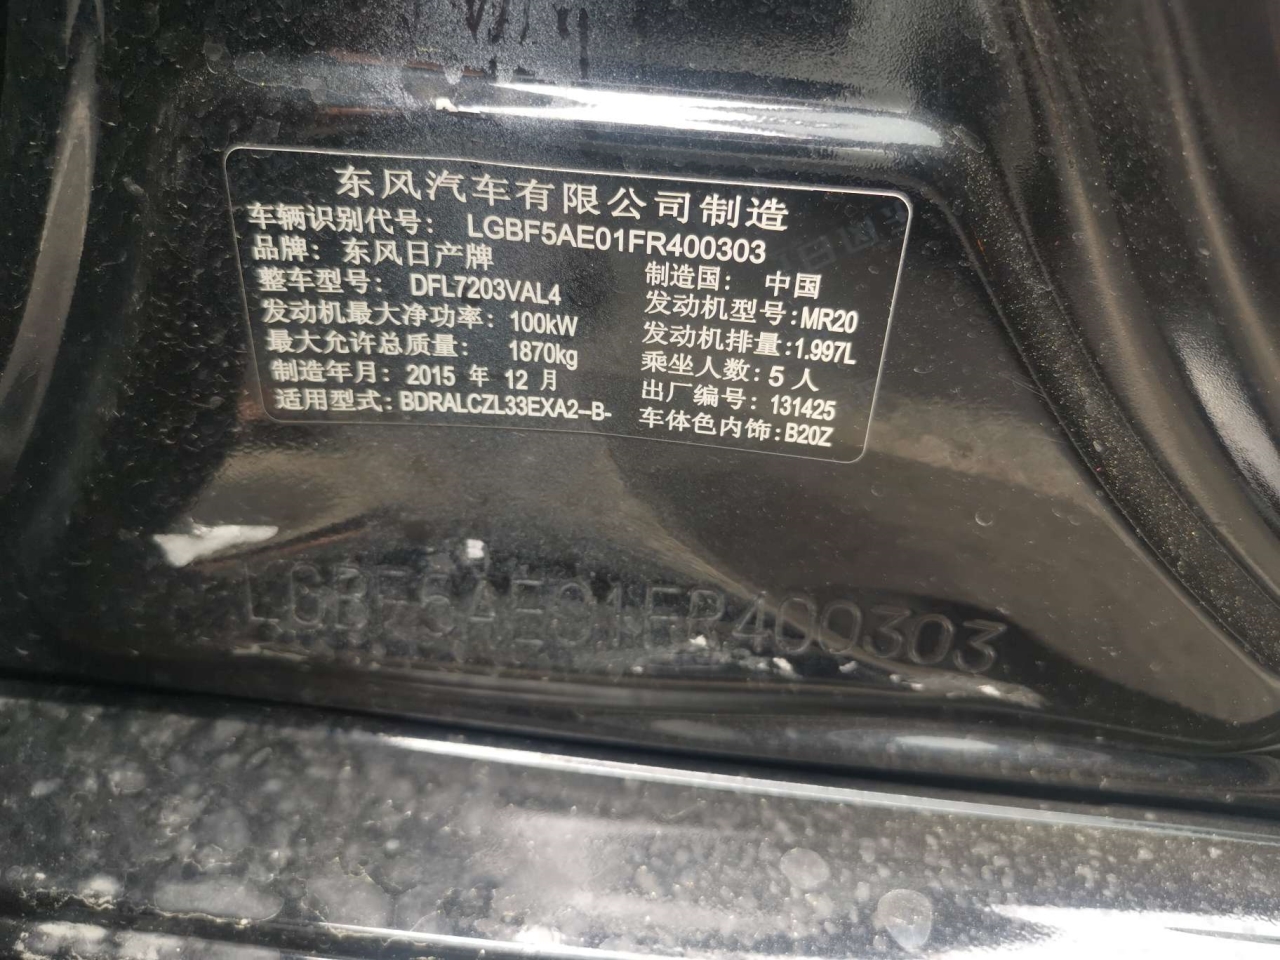 东风汽车有限公司制造
车辆识别代号: LGBF5AE01FR400303
品牌: 东风日产牌 制造国: 中国
整车型号: DFL7203VAL4 发动机型号:MR20
发动机最大净功率: 100kW 发动机排量:1.997L
最大允许总质量: 1870kg 乘坐人数:5 人
制造年月: 2015 年 12 月 出厂编号: 131425
适用型式: BDRALCZL33EXA2-B- 车体色内饰:B20Z
LGBF5AE01FR400303